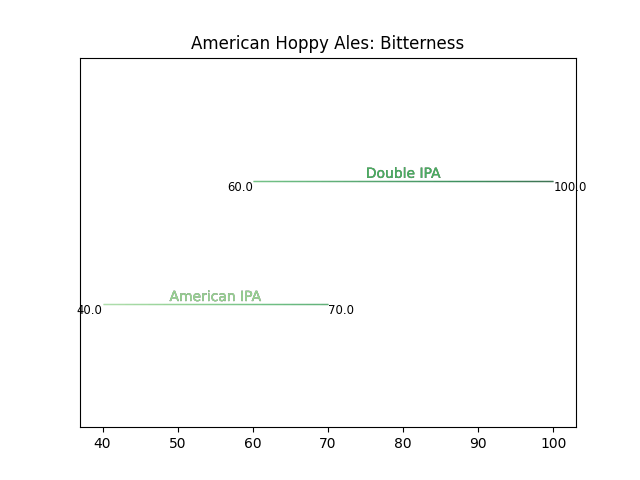 American Hoppy Ales: Bitterness
Double IPA
60.0 100.0
American IPA
40.0 70.0
40 50 60 70 80 90 100